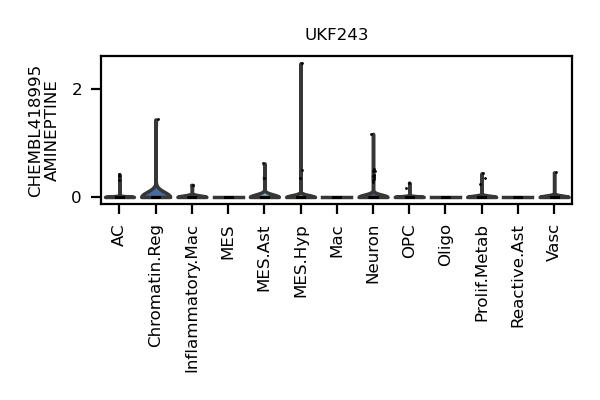 UKF243
CHEMBL418995
AMINEPTINE
2
0
AC
Chromatin.Reg
Inflammatory.Mac
MES
MES.Ast
MES.Hyp
Mac
Neuron
OPC
Oligo
Prolif.Metab
Reactive.Ast
Vasc